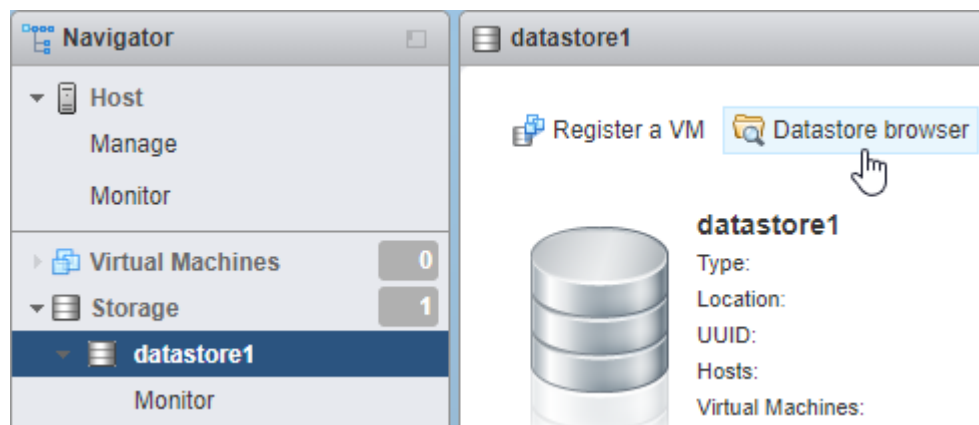 Navigator
Host
Manage
Monitor
Virtual Machines 0
Storage 1
datastore1
Monitor
datastore1
Register a VM Datastore browser
datastore1
Type:
Location:
UUID:
Hosts:
Virtual Machines: